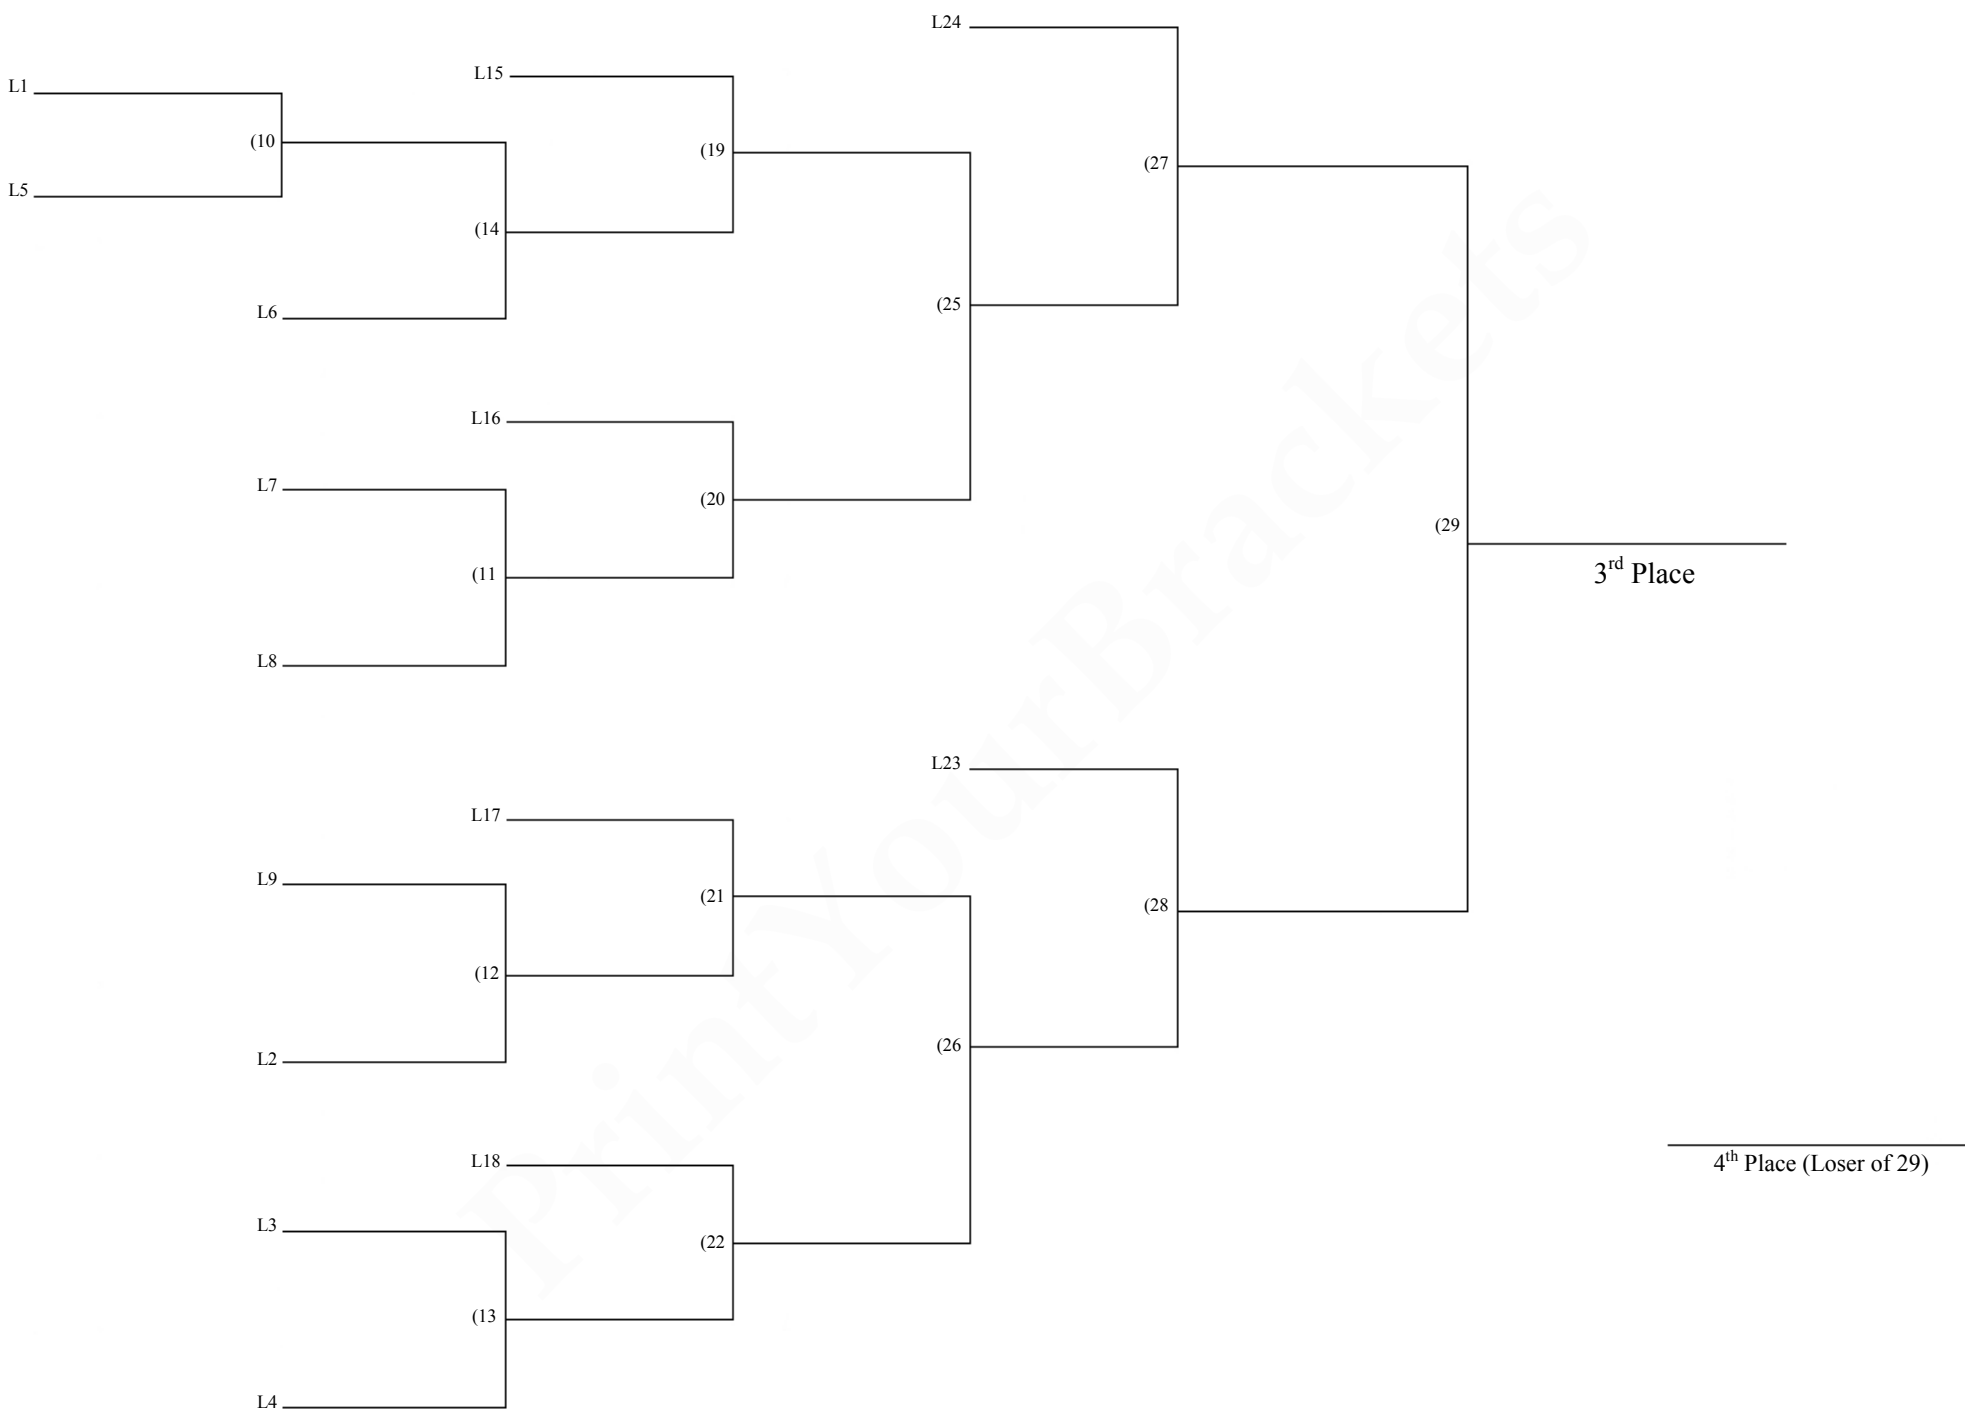 L24
L15
L1
(10
(19
(27
L5
(14
L6
(25
L16
L7
(20
(29
3rd Place
(11
L8
L23
L17
L9
(21
(28
(12
(26
L2
L18
4th Place (Loser of 29)
L3
(22
(13
L4
PrintYourBrackets